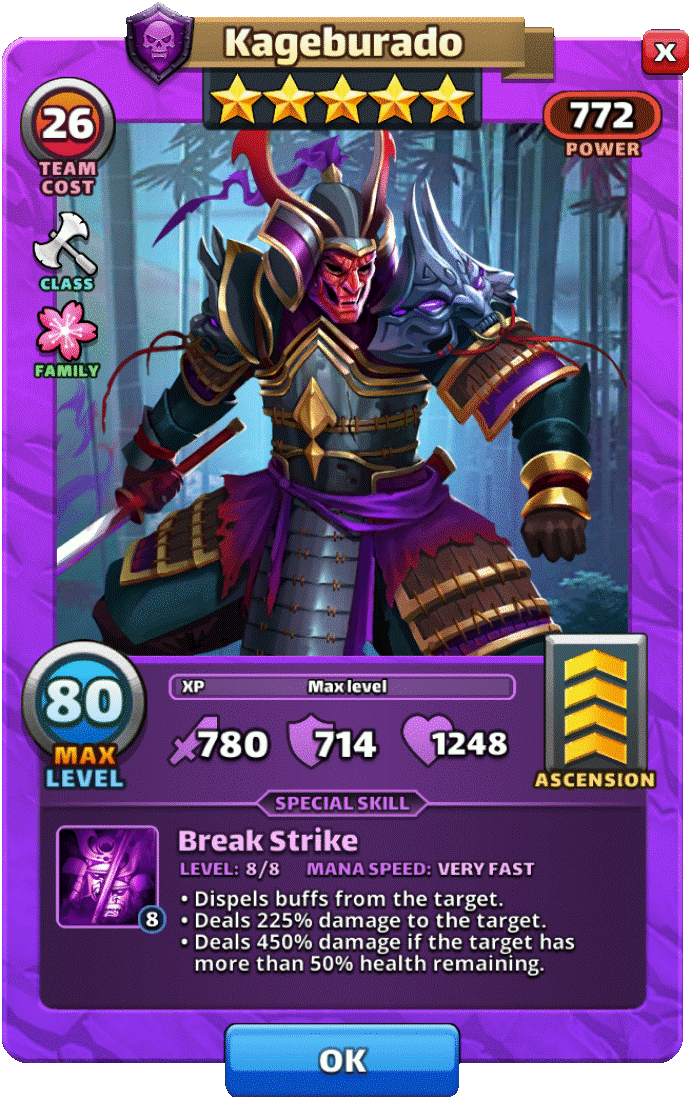 Kageburado
X
26
TEAM
COST
772
POWER
CLASS
FAMILY
80
MAX
LEVEL
XP Max level
780 714 1248
ASCENSION
SPECIAL SKILL
Break Strike
LEVEL: 8/8 MANA SPEED: VERY FAST
8
• Dispels buffs from the target.
• Deals 225% damage to the target.
• Deals 450% damage if the target has
more than 50% health remaining.
OK